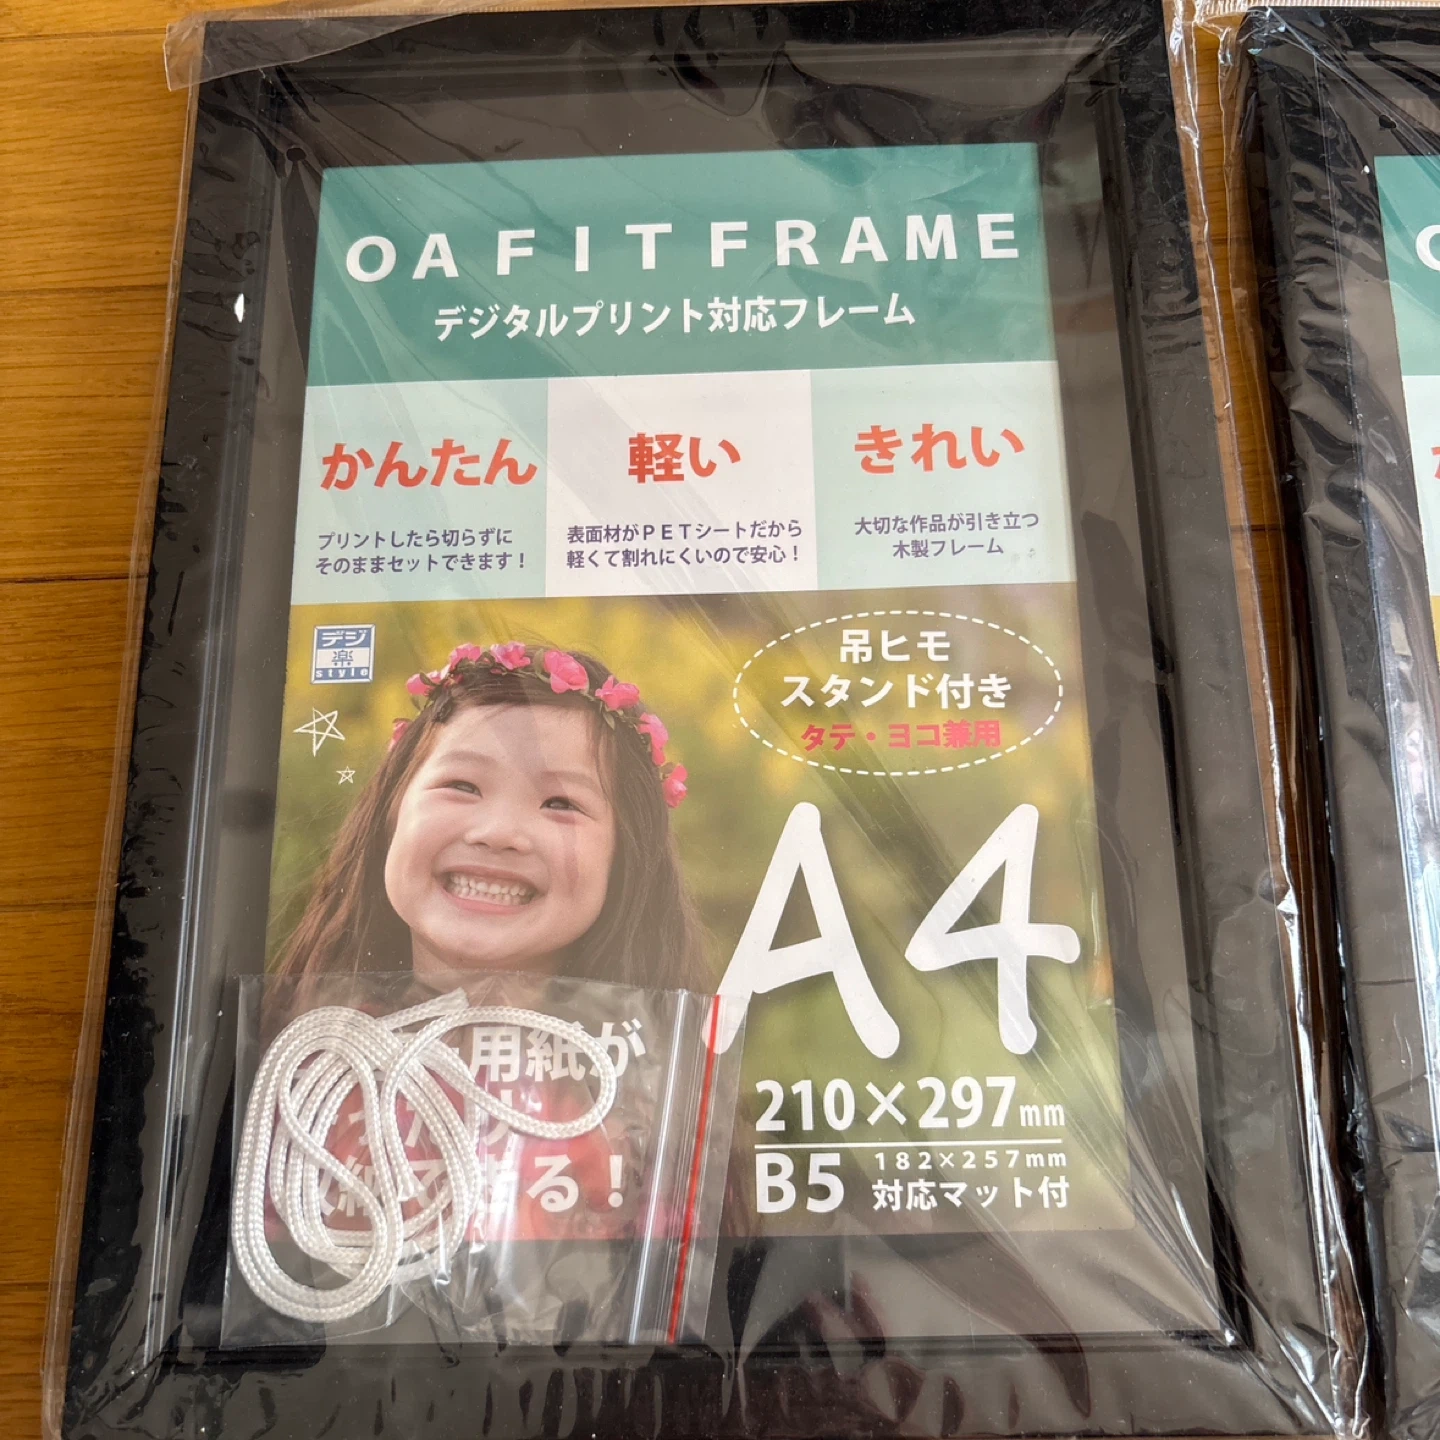 OA FIT FRAME
デジタルプリント対応フレーム
かんたん
プリントしたら切らずに
そのままセットできます！
軽い
表面材がPETシートだから
軽くて割れにくいので安心！
きれい
大切な作品が引き立つ
木製フレーム
デジ
楽
style
吊ヒモ
スタンド付き
タテ・ヨコ兼用
A4
210×297mm
B5 182×257mm
対応マット付
用紙が
る！